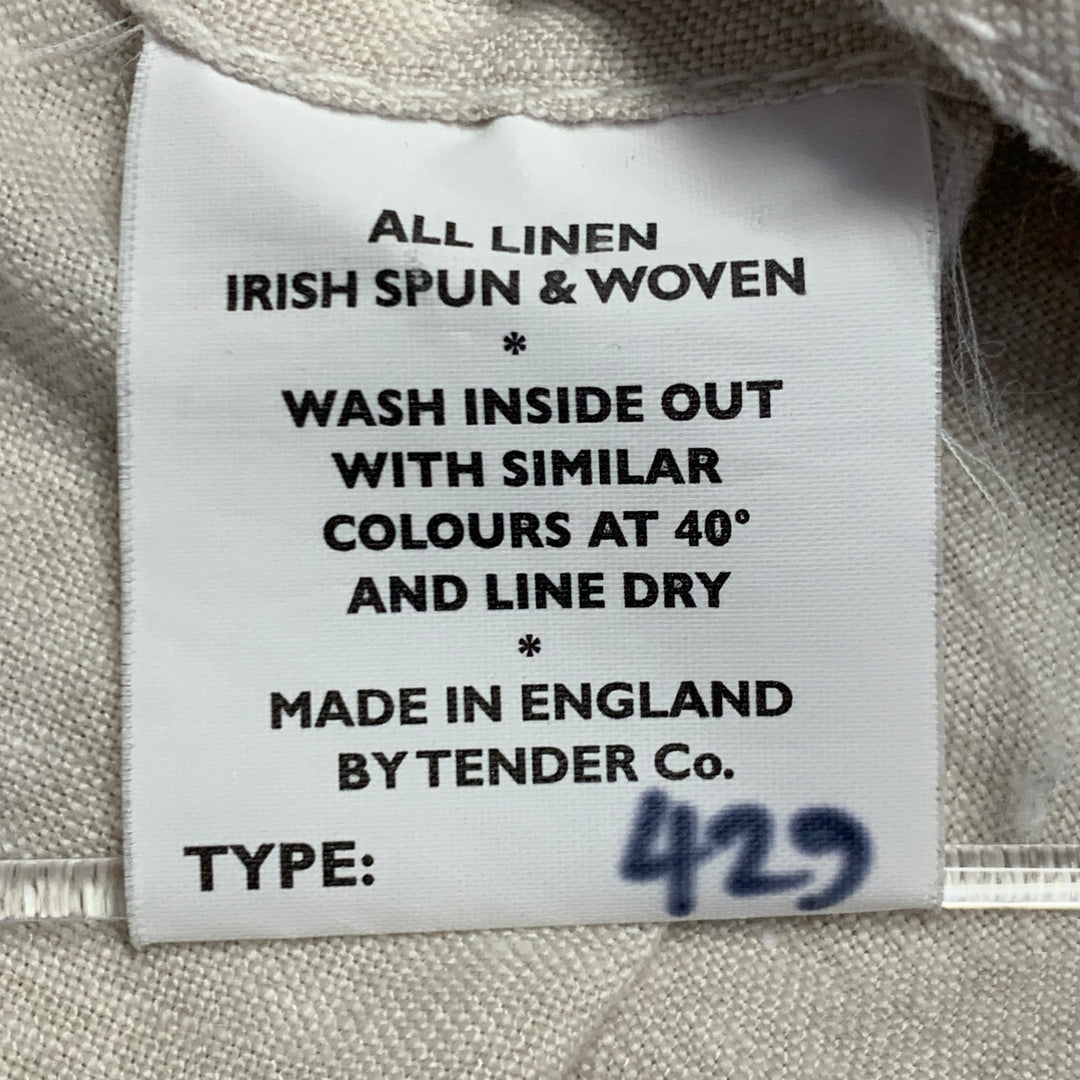 ALL LINEN
IRISH SPUN & WOVEN
*
WASH INSIDE OUT
WITH SIMILAR
COLOURS AT 40°
AND LINE DRY
*
MADE IN ENGLAND
BY TENDER Co.
TYPE: 429